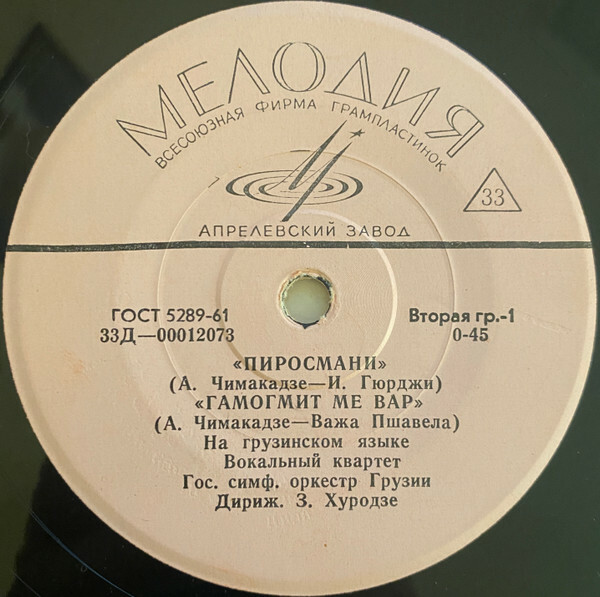 МЕЛОДИЯ
ВСЕСОЮЗНАЯ ФИРМА ГРАМПЛАСТИНОК
33
АПРЕЛЕВСКИЙ ЗАВОД
ГОСТ 5289-61 Вторая гр.-1
33Д—00012073 0-45
«ПИРОСМАНИ»
(А. Чимакадзе—И. Гюрджи)
«ГАМОГМИТ МЕ ВАР»
(А. Чимакадзе—Важа Пшавела)
На грузинском языке
Вокальный квартет
Гос. симф. оркестр Грузии
Дириж. З. Хуродзе